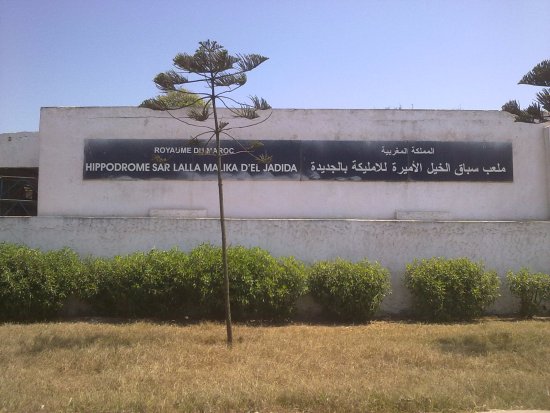 ROYAUME DU MAROC
HIPPODROME SAR LALLA MALIKA D'EL JADIDA
المملكة المغربية
ملعب سباق الخيل الأميرة للامليكة بالجديدة